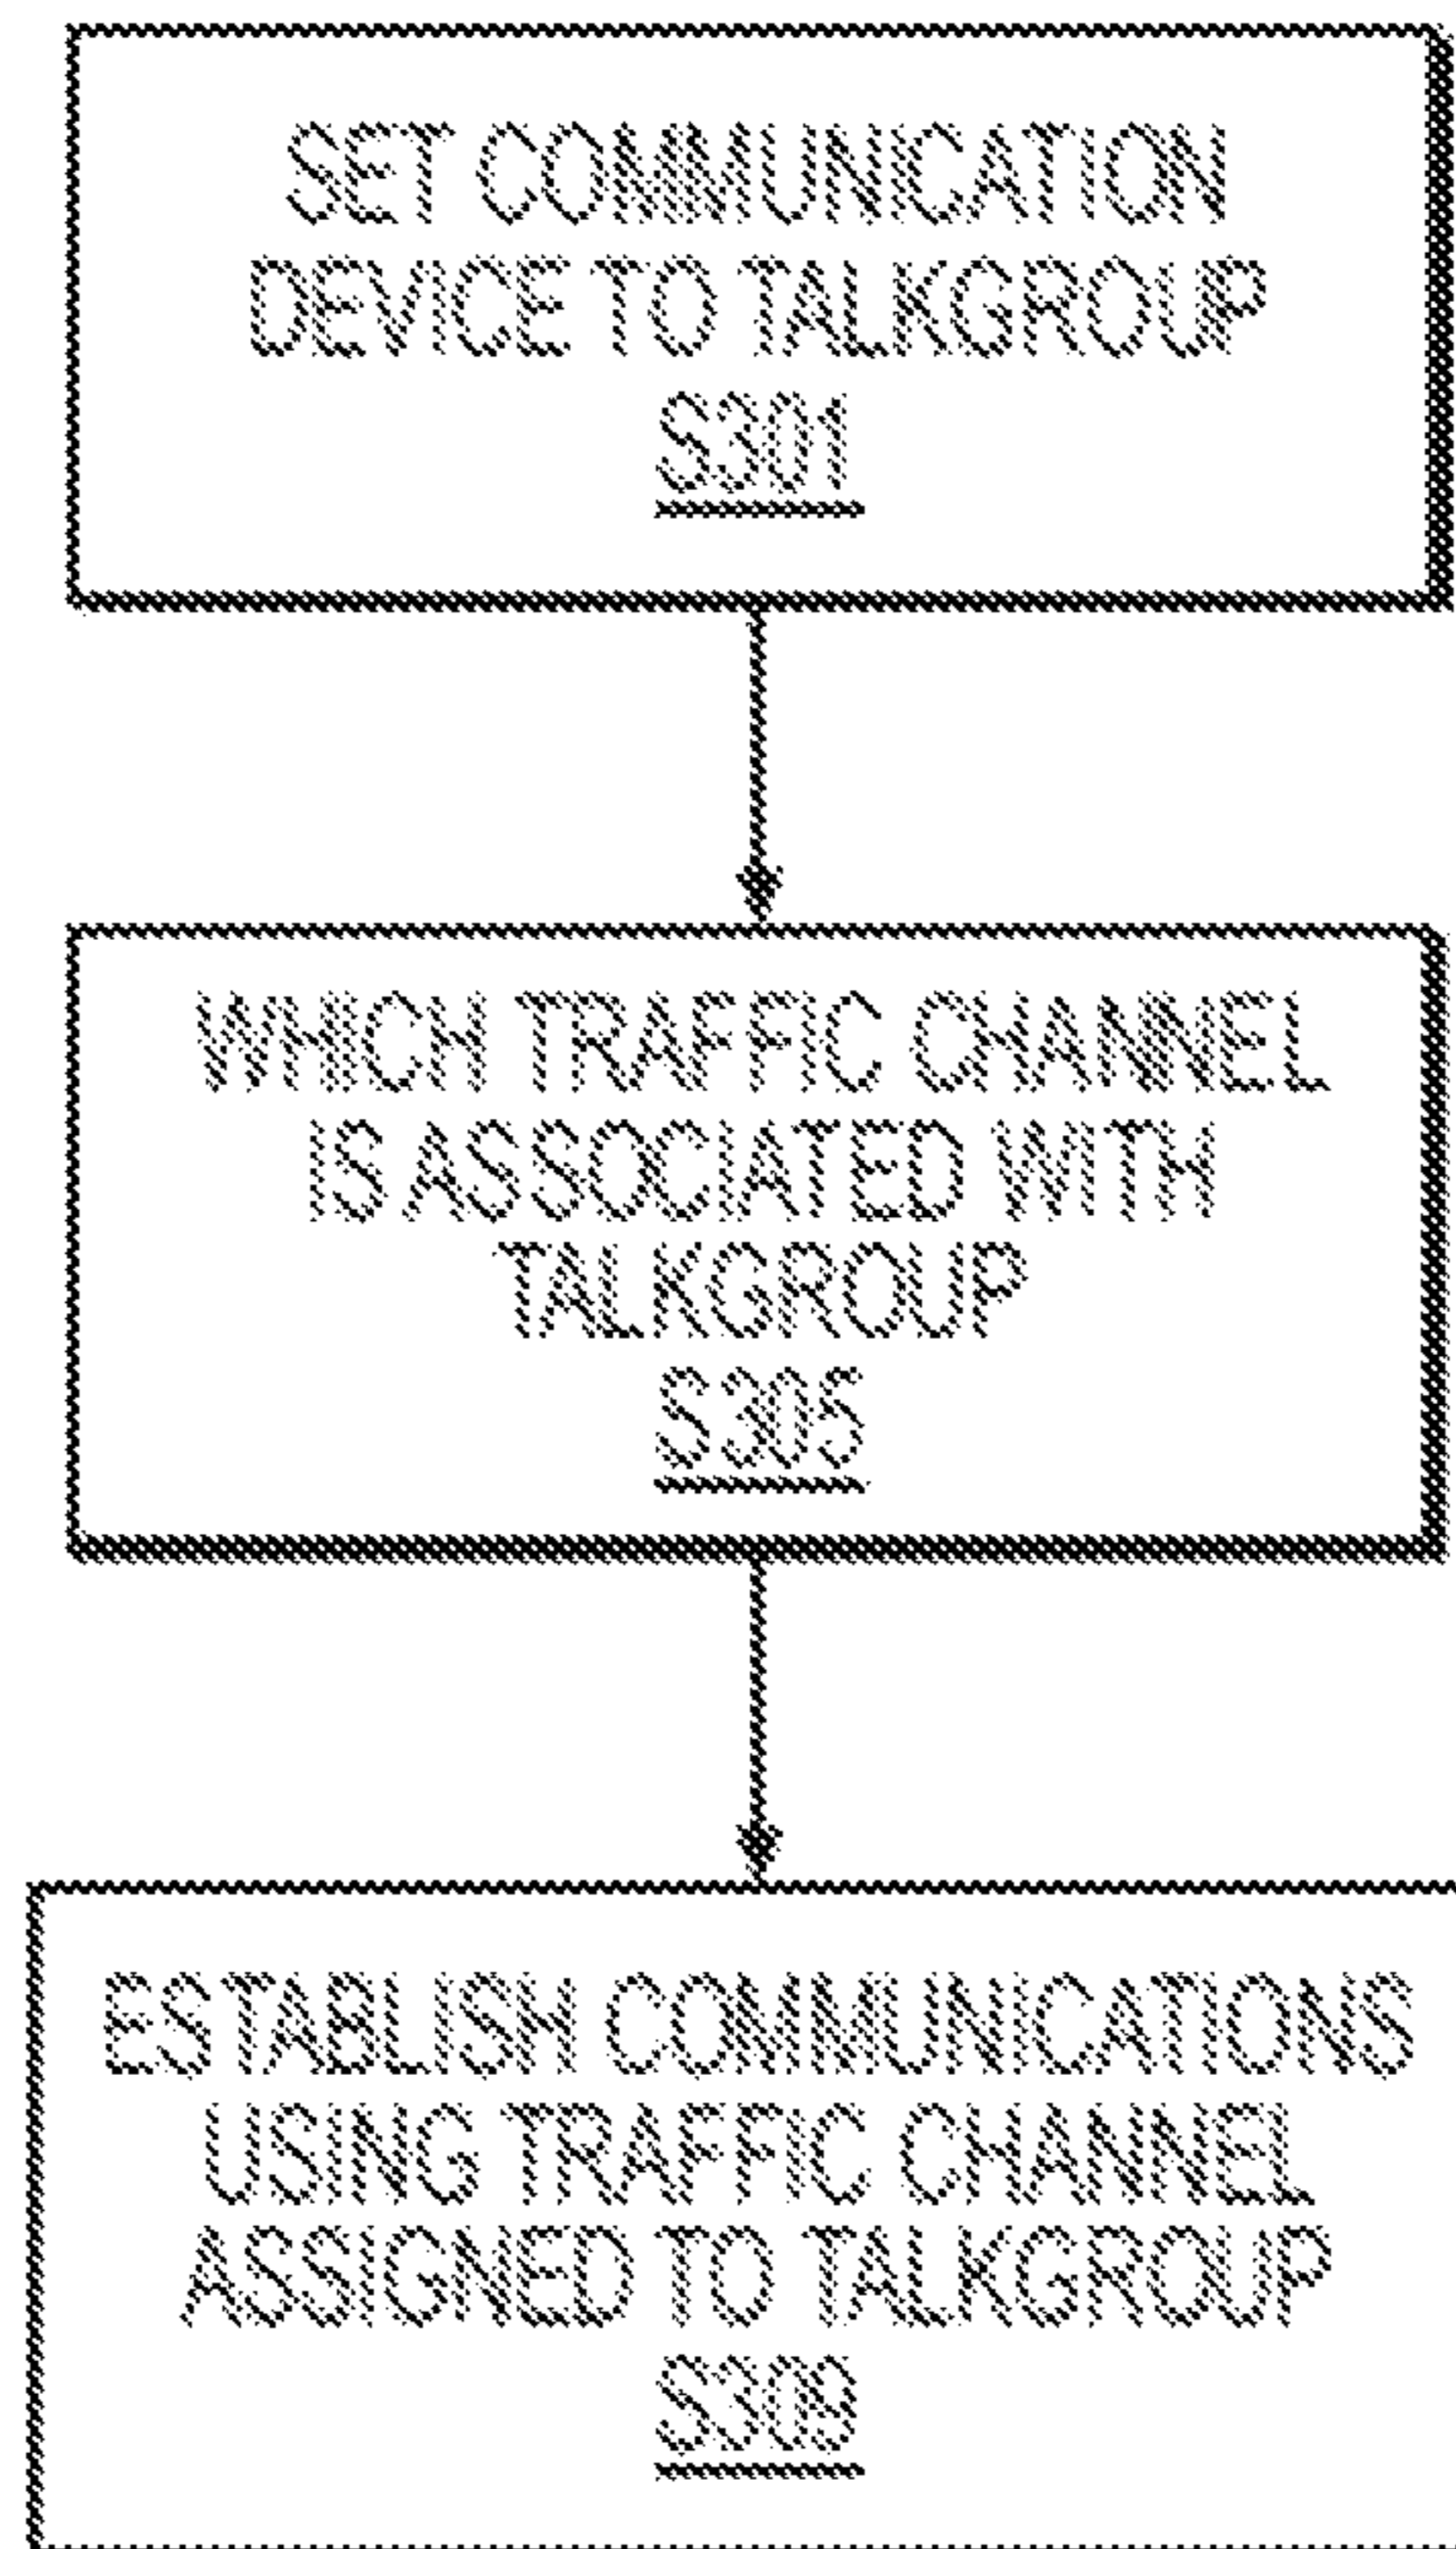 SET COMMUNICATION
DEVICE TO TALKGROUP
S301
WHICH TRAFFIC CHANNEL
IS ASSOCIATED WITH
TALKGROUP
S305
ESTABLISH COMMUNICATIONS
USING TRAFFIC CHANNEL
ASSIGNED TO TALKGROUP
S309